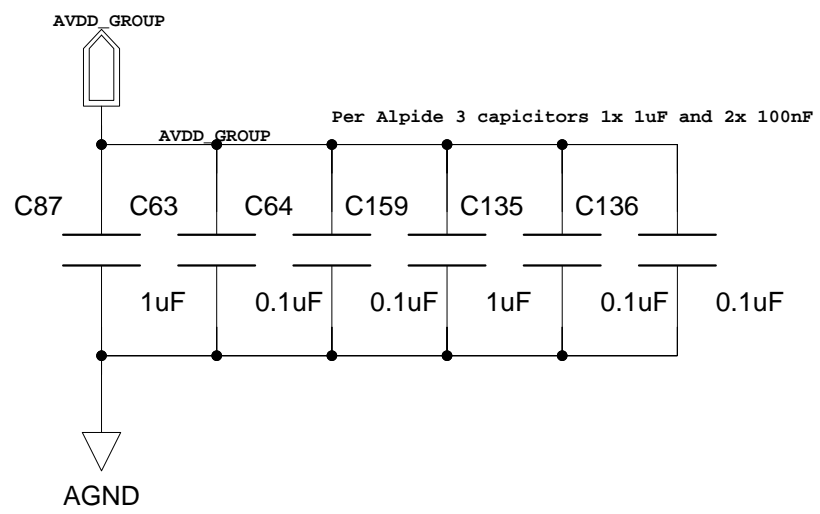 AVDD_GROUP
Per Alpide 3 capicitors 1x 1uF and 2x 100nF
AVDD_GROUP
C87 C63 C64 C159 C135 C136
1uF 0.1uF 0.1uF 1uF 0.1uF 0.1uF
AGND